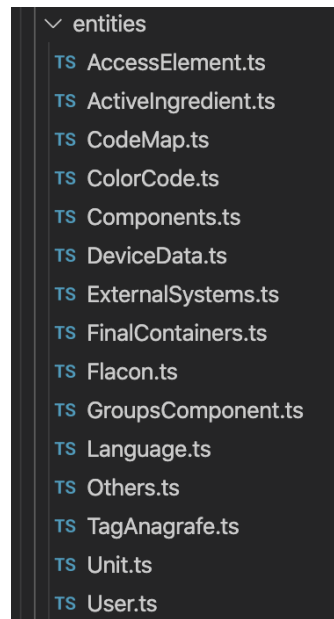 entities
TS AccessElement.ts
TS ActiveIngredient.ts
TS CodeMap.ts
TS ColorCode.ts
TS Components.ts
TS DeviceData.ts
TS ExternalSystems.ts
TS FinalContainers.ts
TS Flacon.ts
TS GroupsComponent.ts
TS Language.ts
TS Others.ts
TS TagAnagrafe.ts
TS Unit.ts
TS User.ts